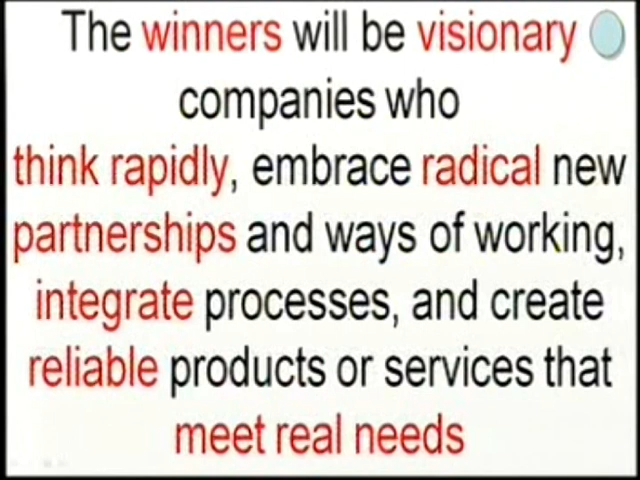 The winners will be visionary
companies who
think rapidly, embrace radical new
partnerships and ways of working,
integrate processes, and create
reliable products or services that
meet real needs